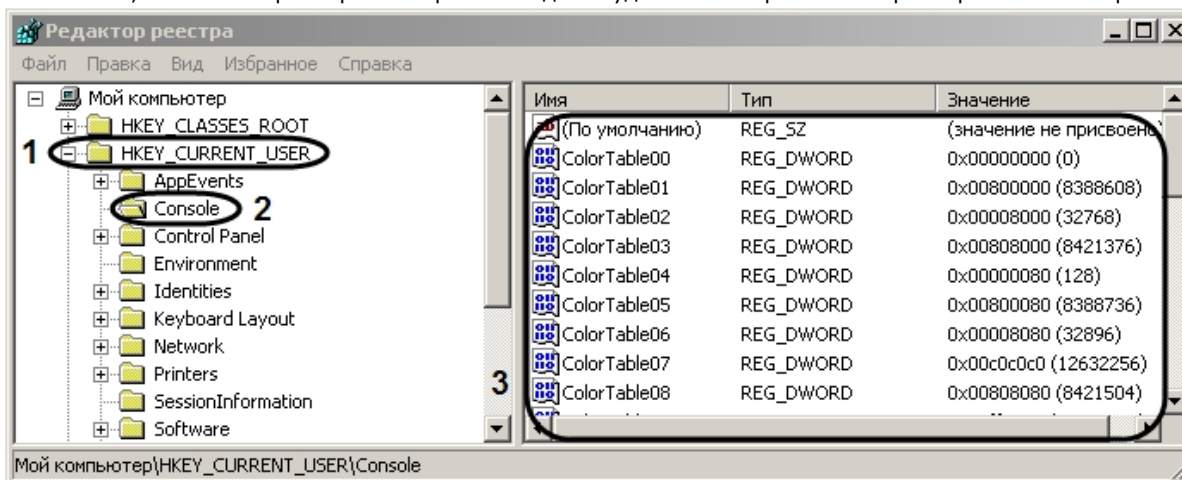 Редактор реестра
Файл Правка Вид Избранное Справка
Мой компьютер
HKEY_CLASSES_ROOT
1 HKEY_CURRENT_USER
AppEvents
Console 2
Control Panel
Environment
Identities
Keyboard Layout
Network
Printers
SessionInformation
Software
3
Имя Тип Значение
(По умолчанию) REG_SZ (значение не присвоено)
ColorTable00 REG_DWORD 0x00000000 (0)
ColorTable01 REG_DWORD 0x00800000 (8388608)
ColorTable02 REG_DWORD 0x00008000 (32768)
ColorTable03 REG_DWORD 0x00808000 (8421376)
ColorTable04 REG_DWORD 0x00000080 (128)
ColorTable05 REG_DWORD 0x00800080 (8388736)
ColorTable06 REG_DWORD 0x00008080 (32896)
ColorTable07 REG_DWORD 0x00c0c0c0 (12632256)
ColorTable08 REG_DWORD 0x00808080 (8421504)
Мой компьютер\HKEY_CURRENT_USER\Console